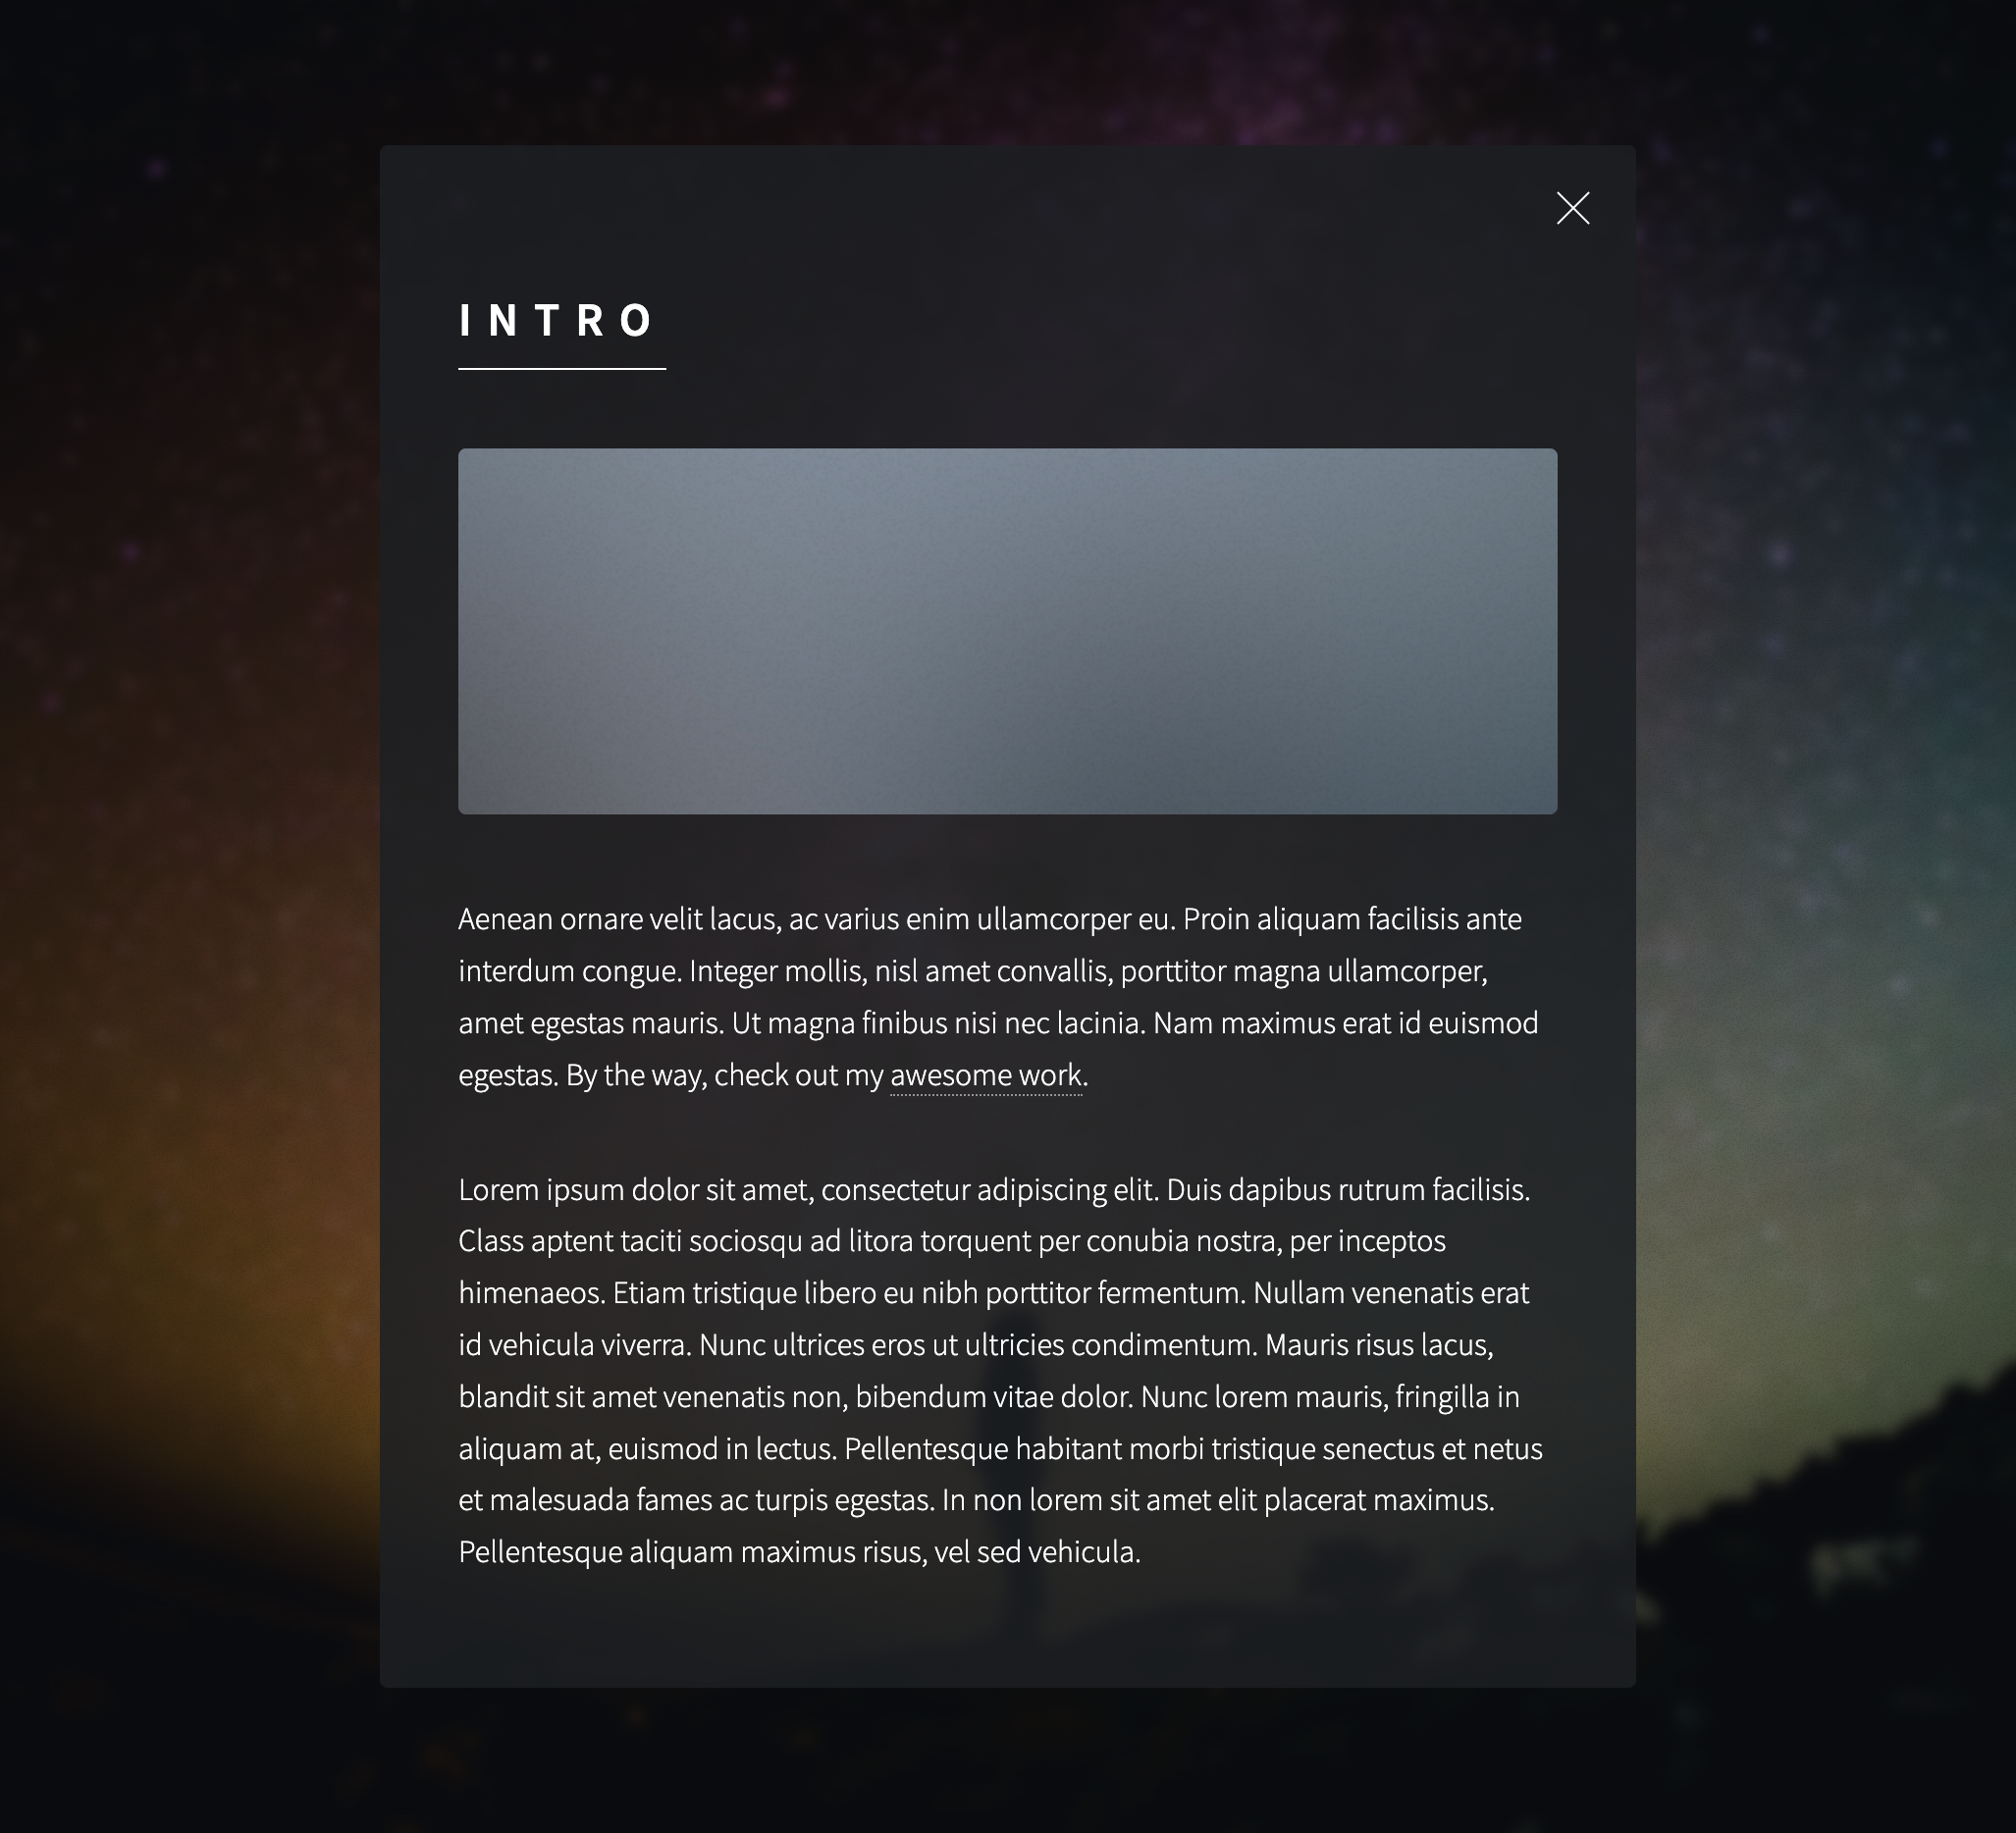 INTRO
Aenean ornare velit lacus, ac varius enim ullamcorper eu. Proin aliquam facilisis ante
interdum congue. Integer mollis, nisl amet convallis, porttitor magna ullamcorper,
amet egestas mauris. Ut magna finibus nisi nec lacinia. Nam maximus erat id euismod
egestas. By the way, check out my awesome work.
Lorem ipsum dolor sit amet, consectetur adipiscing elit. Duis dapibus rutrum facilisis.
Class aptent taciti sociosqu ad litora torquent per conubia nostra, per inceptos
himenaeos. Etiam tristique libero eu nibh porttitor fermentum. Nullam venenatis erat
id vehicula viverra. Nunc ultrices eros ut ultricies condimentum. Mauris risus lacus,
blandit sit amet venenatis non, bibendum vitae dolor. Nunc lorem mauris, fringilla in
aliquam at, euismod in lectus. Pellentesque habitant morbi tristique senectus et netus
et malesuada fames ac turpis egestas. In non lorem sit amet elit placerat maximus.
Pellentesque aliquam maximus risus, vel sed vehicula.